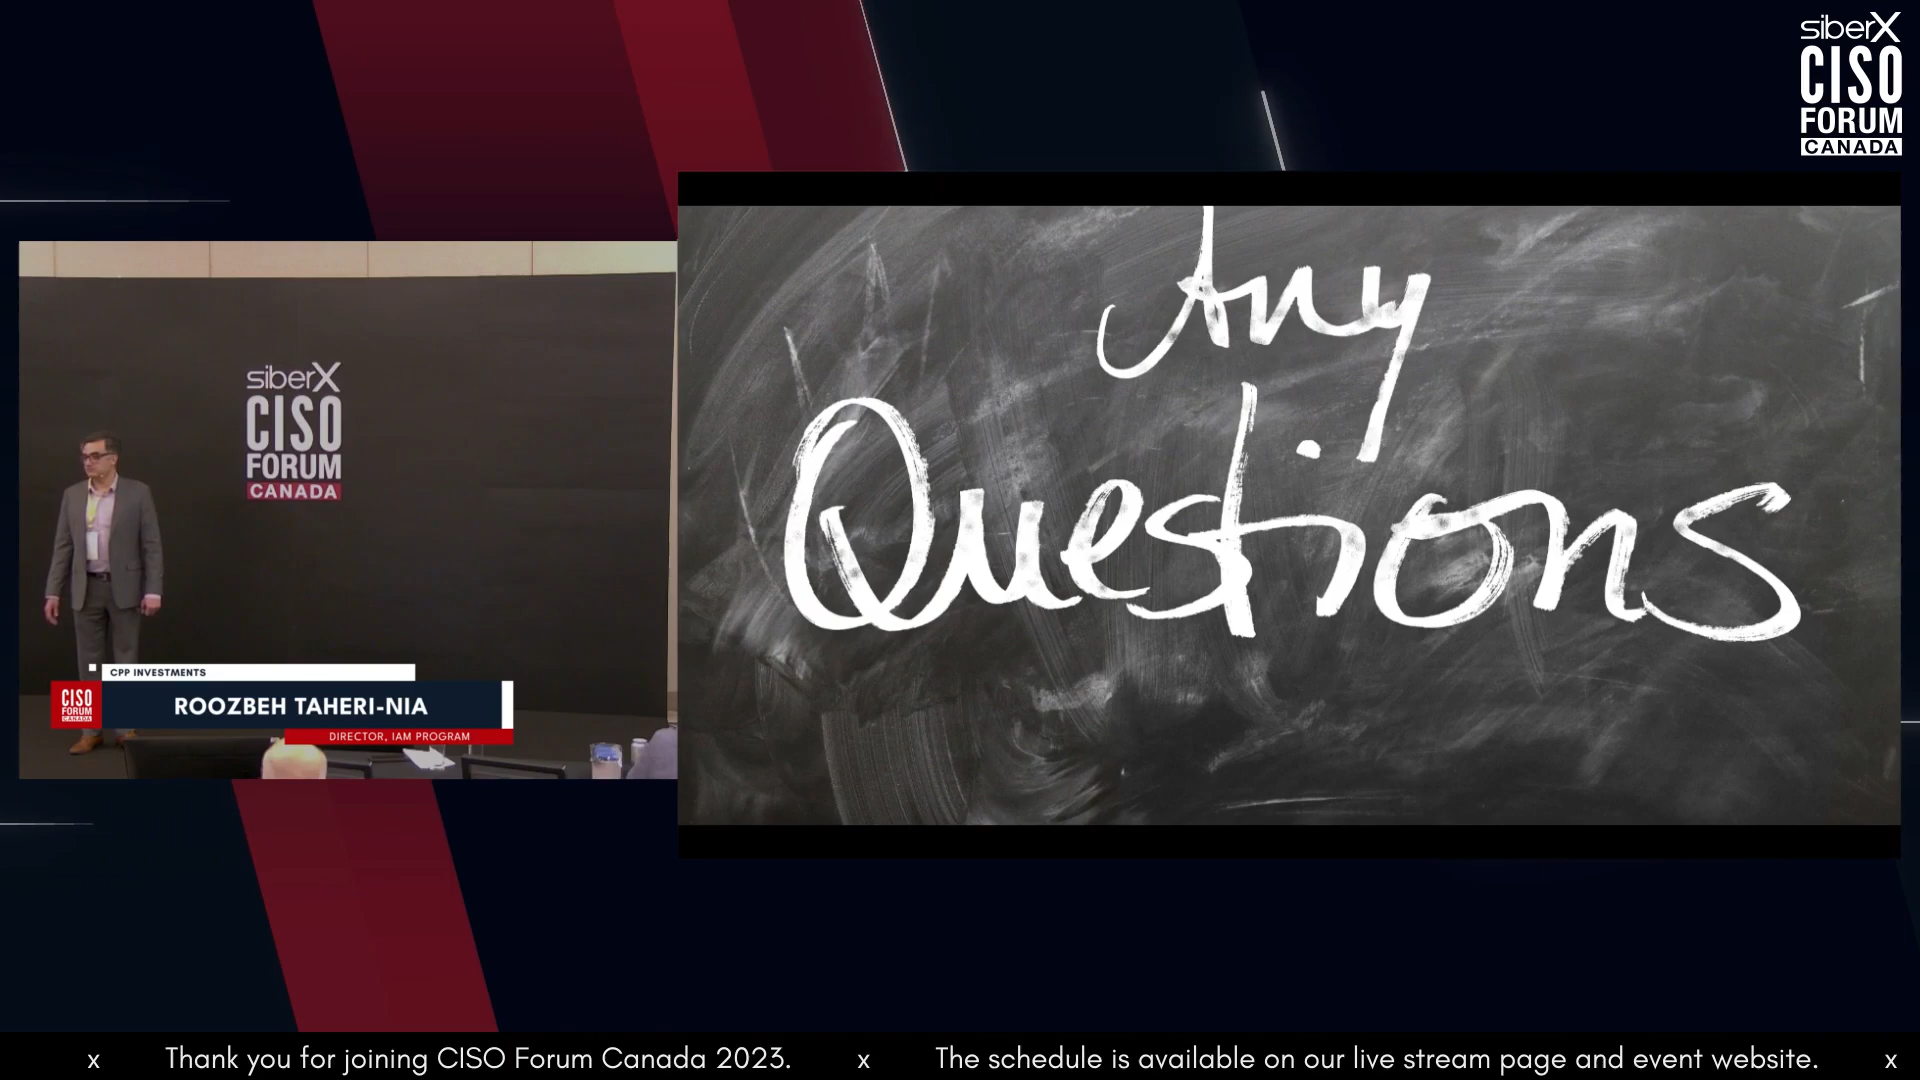 siberX
CISO
FORUM
CANADA
Any
Questions
siberX
CISO
FORUM
CANADA
CPP INVESTMENTS
CISO
FORUM
CANADA
ROOZBEH TAHERI-NIA
DIRECTOR, IAM PROGRAM
x Thank you for joining CISO Forum Canada 2023. x The schedule is available on our live stream page and event website. x